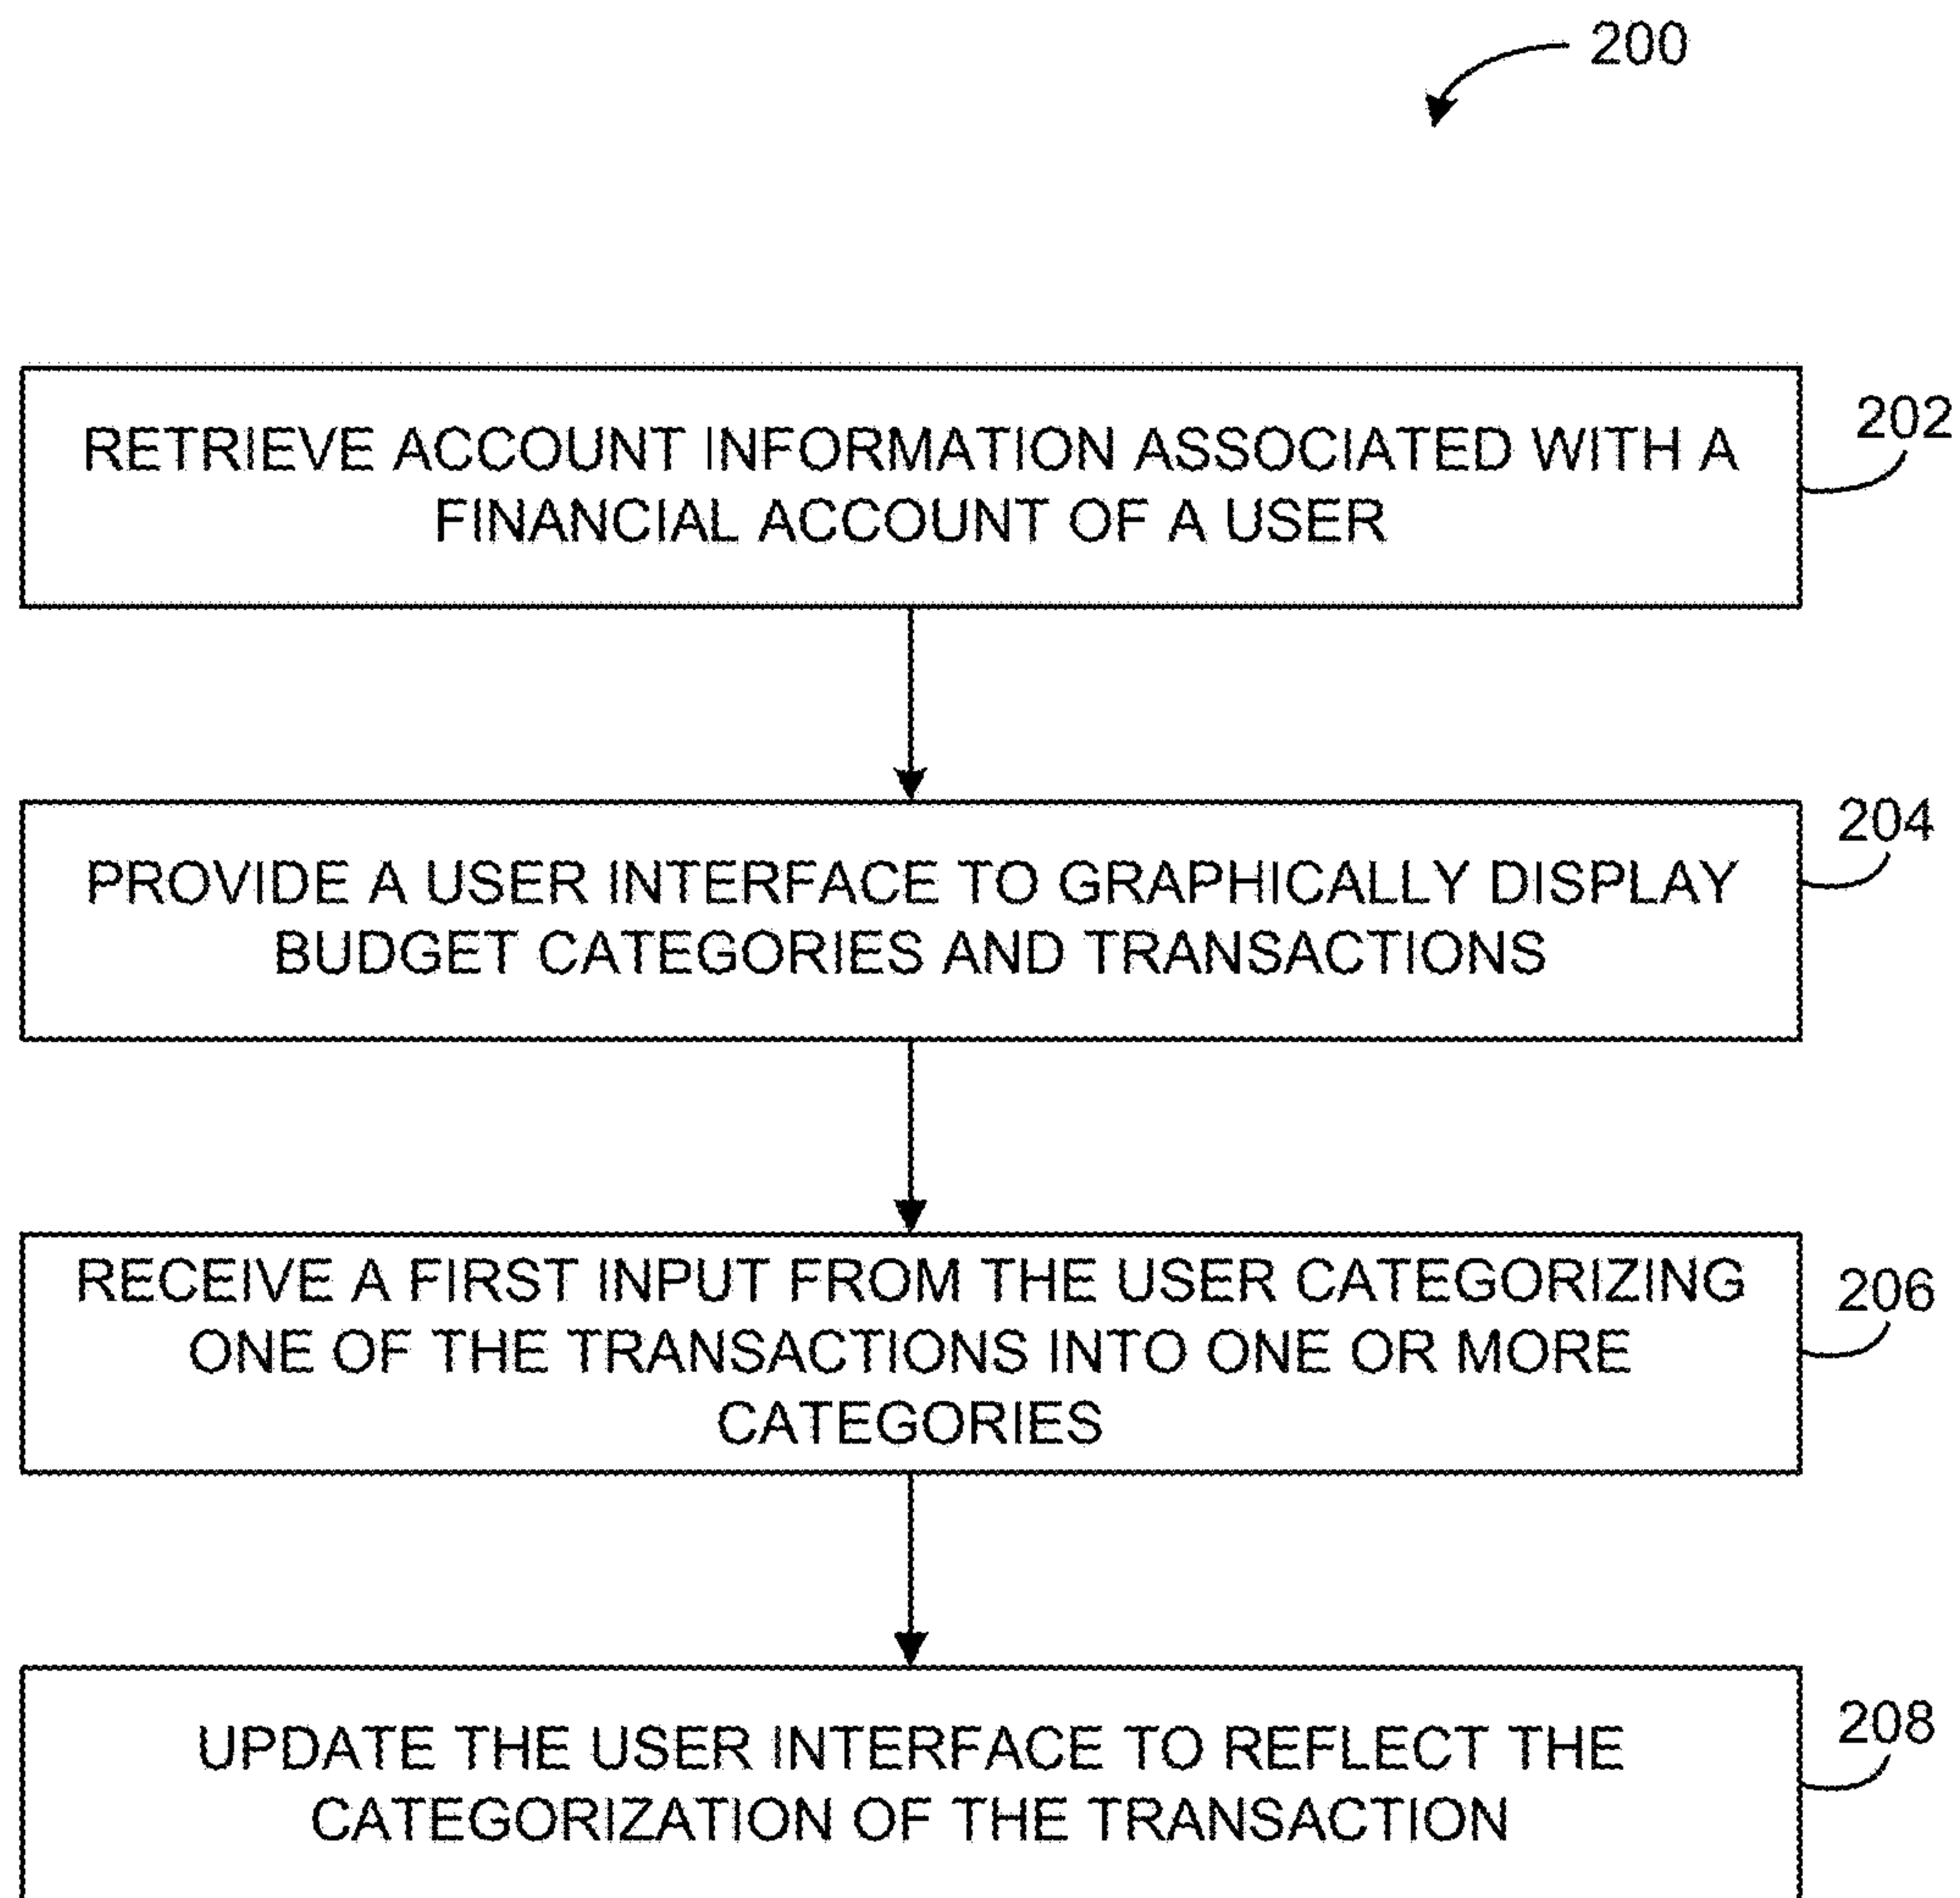 200
RETRIEVE ACCOUNT INFORMATION ASSOCIATED WITH A
FINANCIAL ACCOUNT OF A USER
202
PROVIDE A USER INTERFACE TO GRAPHICALLY DISPLAY
BUDGET CATEGORIES AND TRANSACTIONS
204
RECEIVE A FIRST INPUT FROM THE USER CATEGORIZING
ONE OF THE TRANSACTIONS INTO ONE OR MORE
CATEGORIES
206
UPDATE THE USER INTERFACE TO REFLECT THE
CATEGORIZATION OF THE TRANSACTION
208